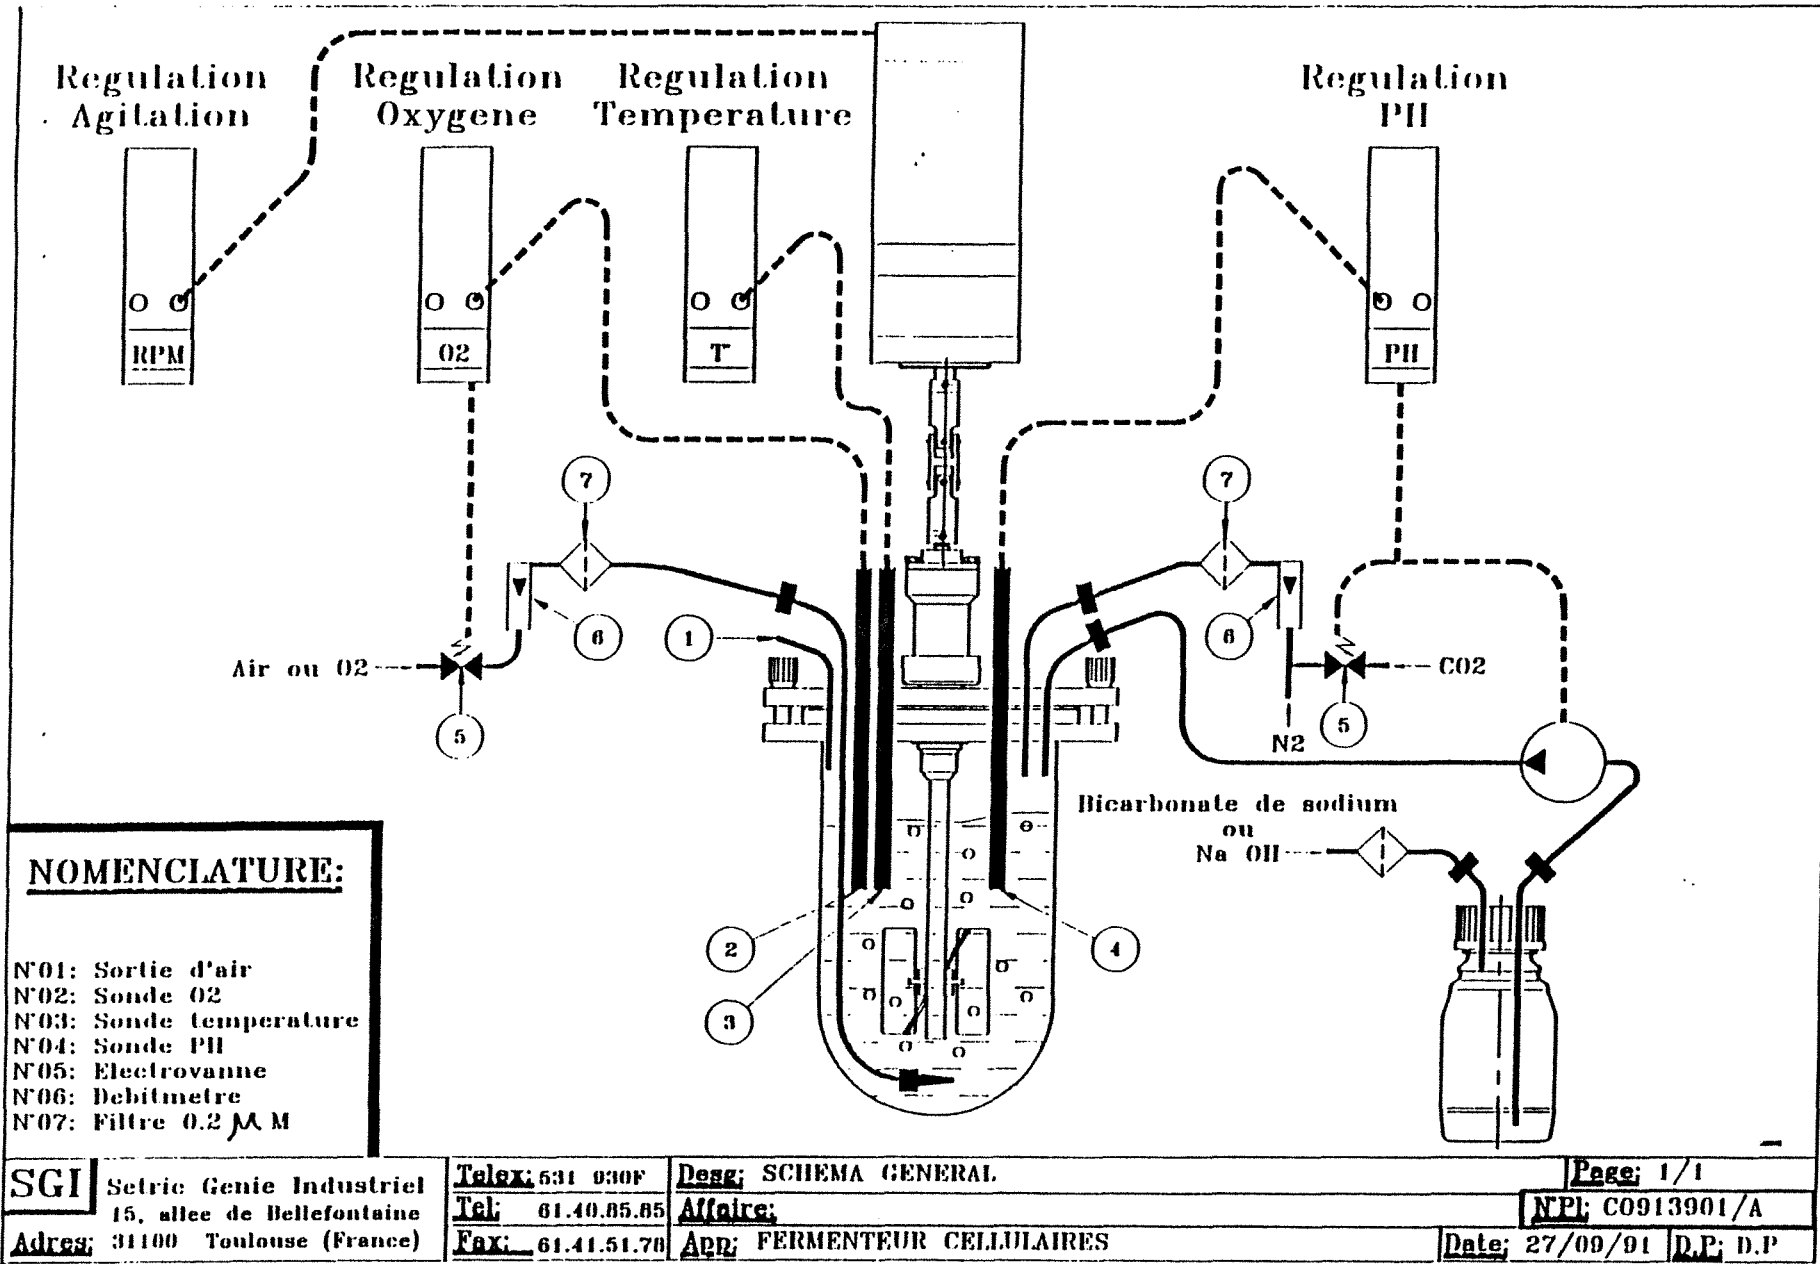 Regulation
Agitation
Regulation
Oxygene
Regulation
Temperature
Regulation
PH
RPM
O2
T°
PH
7
7
6
1
6
Air ou O2
CO2
5
5
N2
Bicarbonate de sodium
ou
Na OH
2
4
3
NOMENCLATURE:
N°01: Sortie d'air
N°02: Sonde O2
N°03: Sonde temperature
N°04: Sonde PH
N°05: Electrovanne
N°06: Debitmetre
N°07: Filtre 0.2 μ M
SGI Setric Genie Industriel
15, allee de Bellefontaine
Adres: 31100 Toulouse (France)
Telex: 531 930F
Tel: 61.40.85.85
Fax: 61.41.51.78
Desg: SCHEMA GENERAL
Affaire:
App: FERMENTEUR CELLULAIRES
Page: 1/1
N°Pl: C0913901/A
Date: 27/09/91 D.P: D.P